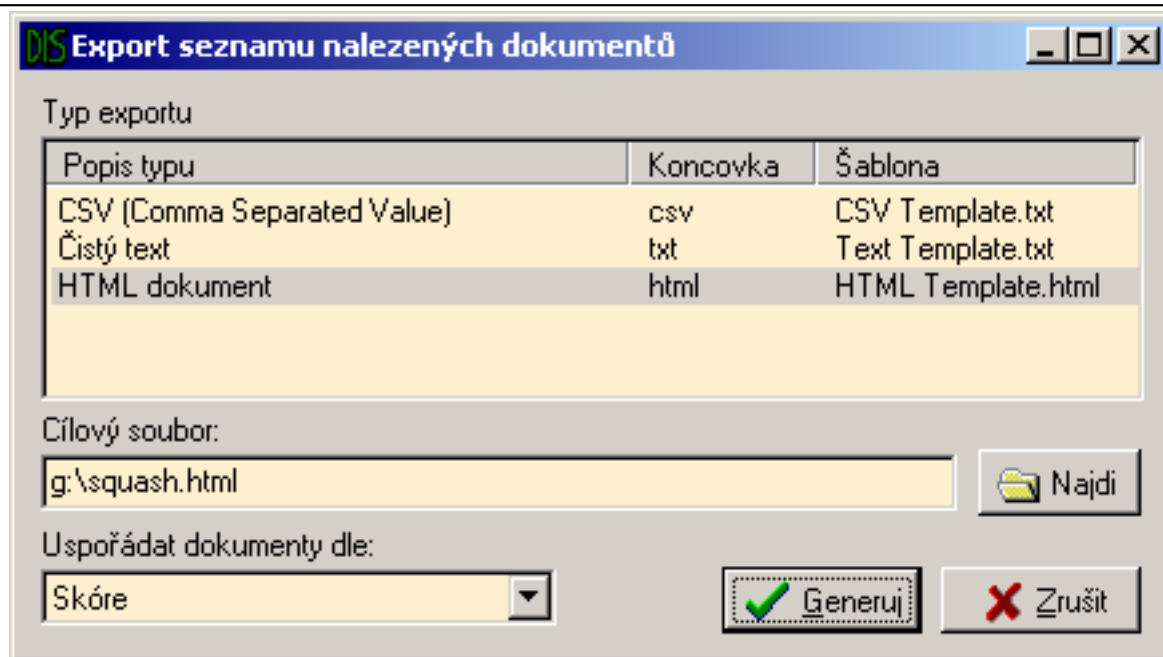 DIS Export seznamu nalezených dokumentů
Typ exportu
Popis typu Koncovka Šablona
CSV (Comma Separated Value) csv CSV Template.txt
Čistý text txt Text Template.txt
HTML dokument html HTML Template.html
Cílový soubor:
g:\squash.html Najdi
Uspořádat dokumenty dle:
Skóre Generuj Zrušit